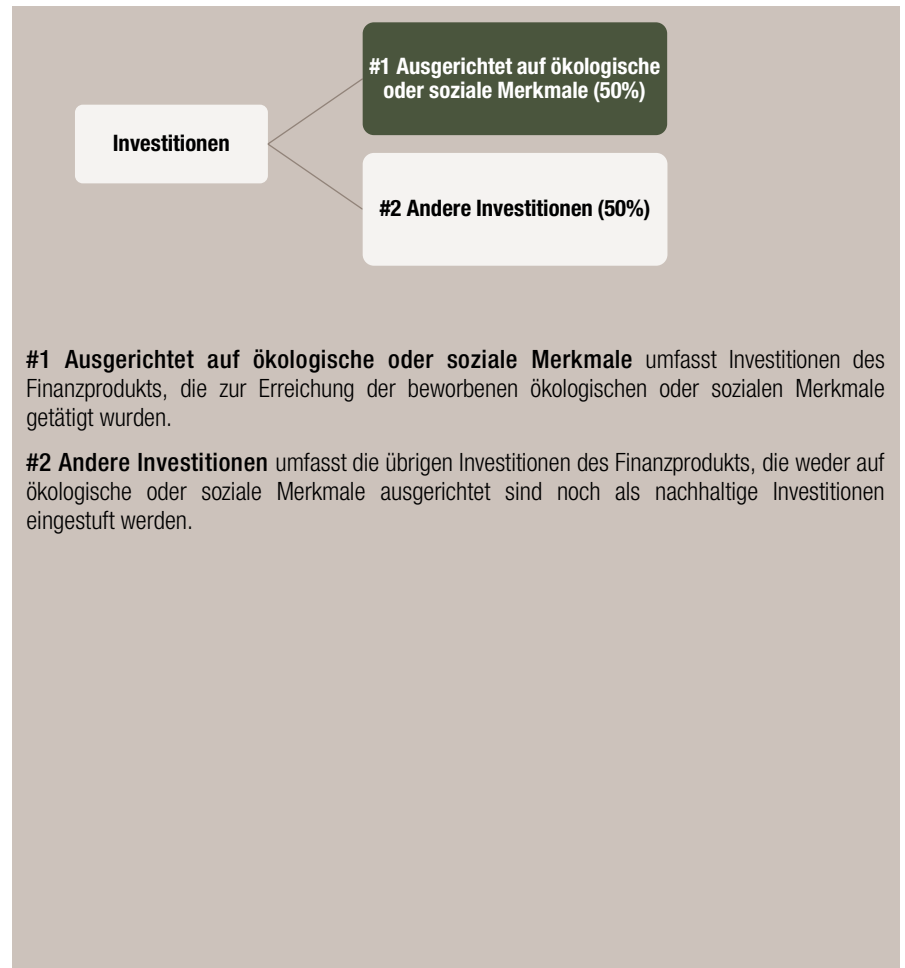 #1 Ausgerichtet auf ökologische
oder soziale Merkmale (50%)
Investitionen
#2 Andere Investitionen (50%)
#1 Ausgerichtet auf ökologische oder soziale Merkmale umfasst Investitionen des
Finanzprodukts, die zur Erreichung der beworbenen ökologischen oder sozialen Merkmale
getätigt wurden.
#2 Andere Investitionen umfasst die übrigen Investitionen des Finanzprodukts, die weder auf
ökologische oder soziale Merkmale ausgerichtet sind noch als nachhaltige Investitionen
eingestuft werden.